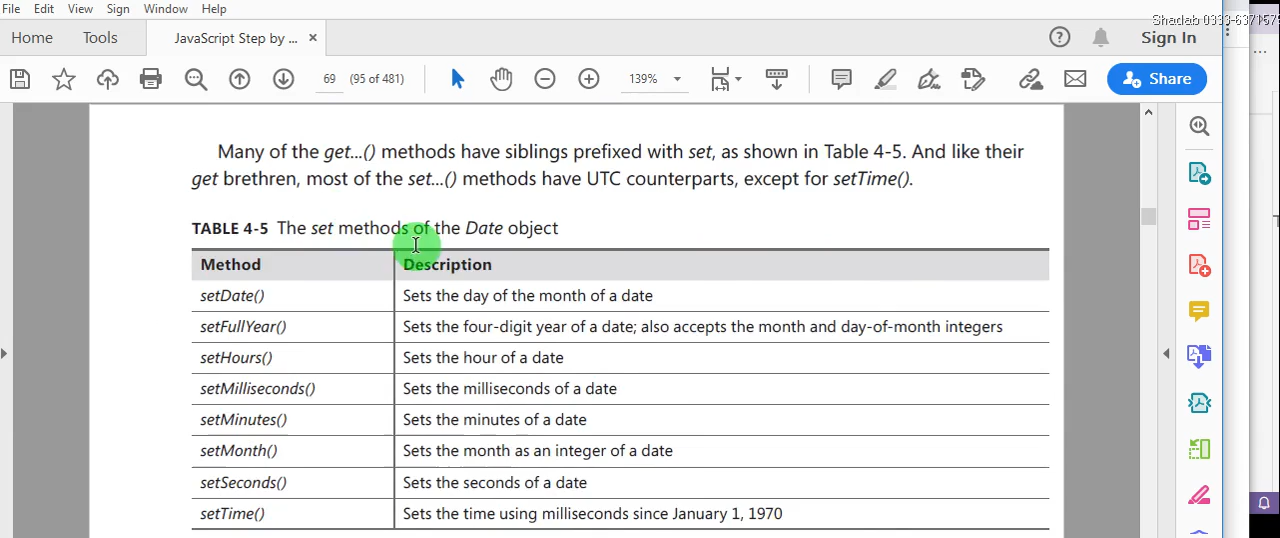 File Edit View Sign Window Help
Shadab 0333-6371573
Home Tools JavaScript Step by ... × Sign In
69 (95 of 481) 139% Share
Many of the get...() methods have siblings prefixed with set, as shown in Table 4-5. And like their
get brethren, most of the set...() methods have UTC counterparts, except for setTime().
TABLE 4-5 The set methods of the Date object
Method Description
setDate() Sets the day of the month of a date
setFullYear() Sets the four-digit year of a date; also accepts the month and day-of-month integers
setHours() Sets the hour of a date
setMilliseconds() Sets the milliseconds of a date
setMinutes() Sets the minutes of a date
setMonth() Sets the month as an integer of a date
setSeconds() Sets the seconds of a date
setTime() Sets the time using milliseconds since January 1, 1970